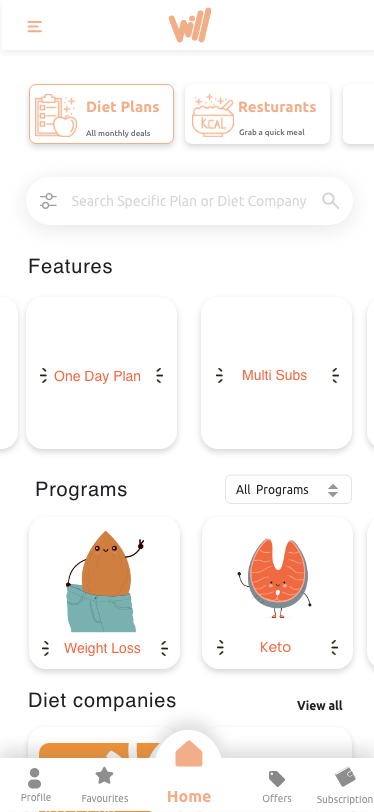 will
Diet Plans
All monthly deals
Resturants
KCAL
Grab a quick meal
Search Specific Plan or Diet Company
Features
One Day Plan
Multi Subs
Programs
All Programs
Weight Loss
Keto
Diet companies
View all
Profile
Favourites
Home
Offers
Subscription